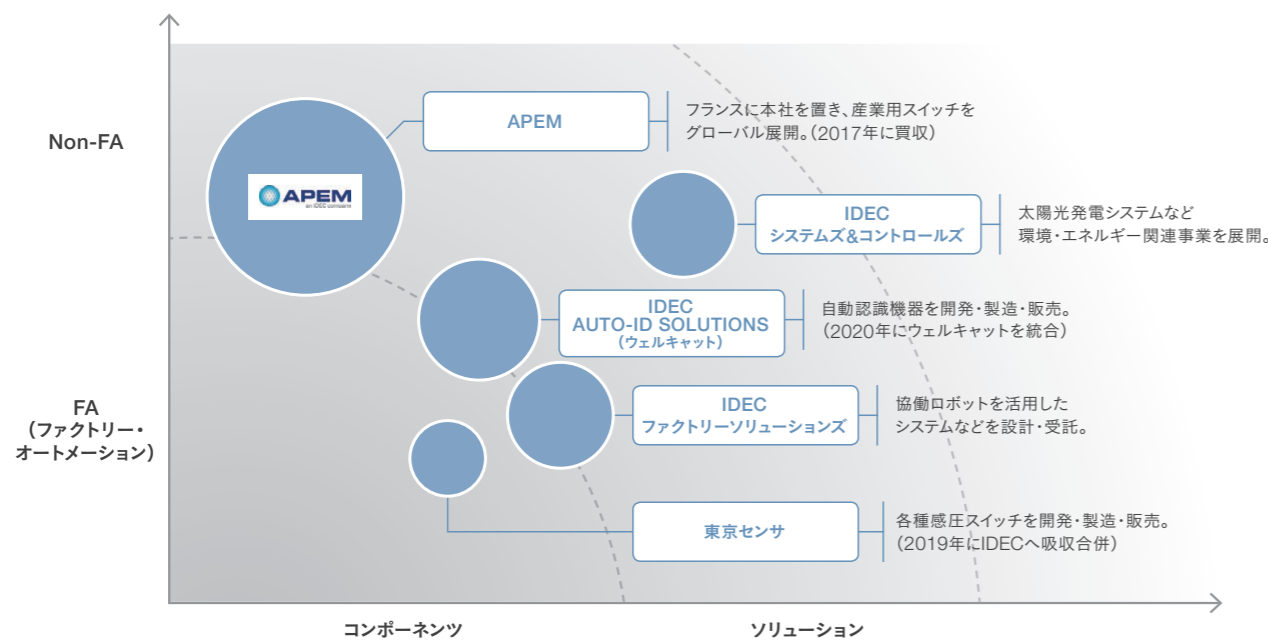 Non-FA
APEM
フランスに本社を置き、産業用スイッチを
グローバル展開。(2017年に買収)
APEM
an IDEC company
IDEC
システムズ&コントロールズ
太陽光発電システムなど
環境・エネルギー関連事業を展開。
IDEC
AUTO-ID SOLUTIONS
(ウェルキャット)
自動認識機器を開発・製造・販売。
(2020年にウェルキャットを統合)
FA
(ファクトリー・
オートメーション)
IDEC
ファクトリーソリューションズ
協働ロボットを活用した
システムなどを設計・受託。
東京センサ
各種感圧スイッチを開発・製造・販売。
(2019年にIDECへ吸収合併)
コンポーネンツ
ソリューション